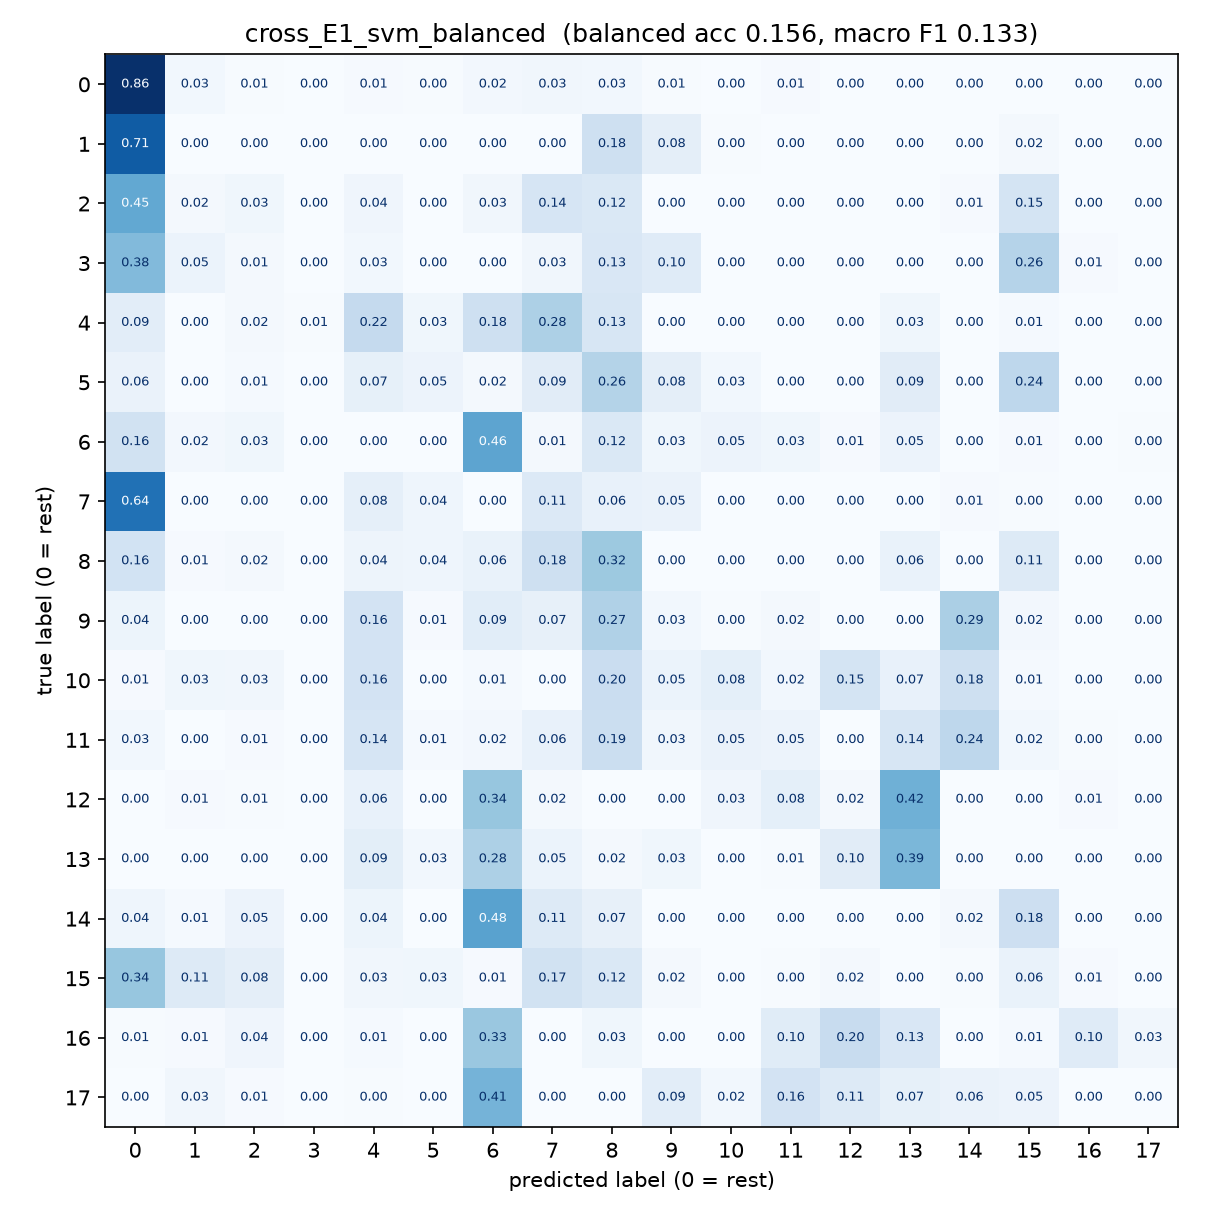 cross_E1_svm_balanced  (balanced acc 0.156, macro F1 0.133)
0 0.86 0.03 0.01 0.00 0.01 0.00 0.02 0.03 0.03 0.01 0.00 0.01 0.00 0.00 0.00 0.00 0.00 0.00
1 0.71 0.00 0.00 0.00 0.00 0.00 0.00 0.00 0.18 0.08 0.00 0.00 0.00 0.00 0.00 0.02 0.00 0.00
2 0.45 0.02 0.03 0.00 0.04 0.00 0.03 0.14 0.12 0.00 0.00 0.00 0.00 0.00 0.01 0.15 0.00 0.00
3 0.38 0.05 0.01 0.00 0.03 0.00 0.00 0.03 0.13 0.10 0.00 0.00 0.00 0.00 0.00 0.26 0.01 0.00
4 0.09 0.00 0.02 0.01 0.22 0.03 0.18 0.28 0.13 0.00 0.00 0.00 0.00 0.03 0.00 0.01 0.00 0.00
5 0.06 0.00 0.01 0.00 0.07 0.05 0.02 0.09 0.26 0.08 0.03 0.00 0.00 0.09 0.00 0.24 0.00 0.00
6 0.16 0.02 0.03 0.00 0.00 0.00 0.46 0.01 0.12 0.03 0.05 0.03 0.01 0.05 0.00 0.01 0.00 0.00
7 0.64 0.00 0.00 0.00 0.08 0.04 0.00 0.11 0.06 0.05 0.00 0.00 0.00 0.00 0.01 0.00 0.00 0.00
8 0.16 0.01 0.02 0.00 0.04 0.04 0.06 0.18 0.32 0.00 0.00 0.00 0.00 0.06 0.00 0.11 0.00 0.00
9 0.04 0.00 0.00 0.00 0.16 0.01 0.09 0.07 0.27 0.03 0.00 0.02 0.00 0.00 0.29 0.02 0.00 0.00
10 0.01 0.03 0.03 0.00 0.16 0.00 0.01 0.00 0.20 0.05 0.08 0.02 0.15 0.07 0.18 0.01 0.00 0.00
11 0.03 0.00 0.01 0.00 0.14 0.01 0.02 0.06 0.19 0.03 0.05 0.05 0.00 0.14 0.24 0.02 0.00 0.00
12 0.00 0.01 0.01 0.00 0.06 0.00 0.34 0.02 0.00 0.00 0.03 0.08 0.02 0.42 0.00 0.00 0.01 0.00
13 0.00 0.00 0.00 0.00 0.09 0.03 0.28 0.05 0.02 0.03 0.00 0.01 0.10 0.39 0.00 0.00 0.00 0.00
14 0.04 0.01 0.05 0.00 0.04 0.00 0.48 0.11 0.07 0.00 0.00 0.00 0.00 0.00 0.02 0.18 0.00 0.00
15 0.34 0.11 0.08 0.00 0.03 0.03 0.01 0.17 0.12 0.02 0.00 0.00 0.02 0.00 0.00 0.06 0.01 0.00
16 0.01 0.01 0.04 0.00 0.01 0.00 0.33 0.00 0.03 0.00 0.00 0.10 0.20 0.13 0.00 0.01 0.10 0.03
17 0.00 0.03 0.01 0.00 0.00 0.00 0.41 0.00 0.00 0.09 0.02 0.16 0.11 0.07 0.06 0.05 0.00 0.00
0 1 2 3 4 5 6 7 8 9 10 11 12 13 14 15 16 17
predicted label (0 = rest)
true label (0 = rest)